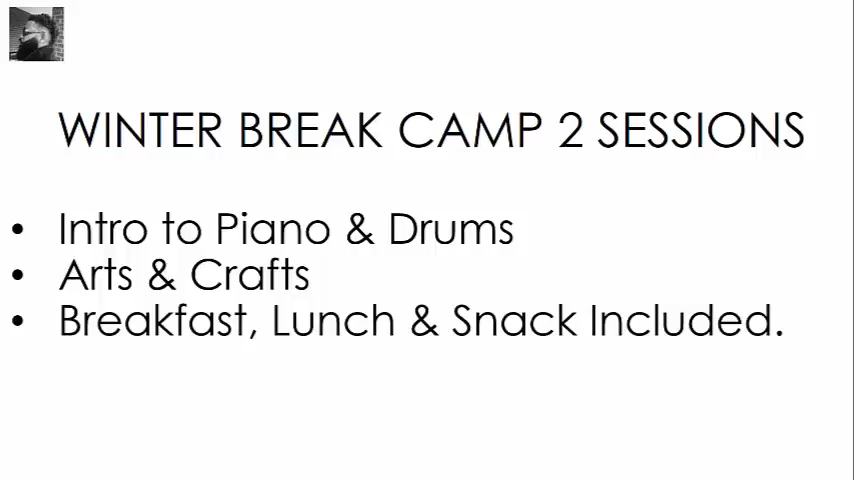 WINTER BREAK CAMP 2 SESSIONS
• Intro to Piano & Drums
• Arts & Crafts
• Breakfast, Lunch & Snack Included.